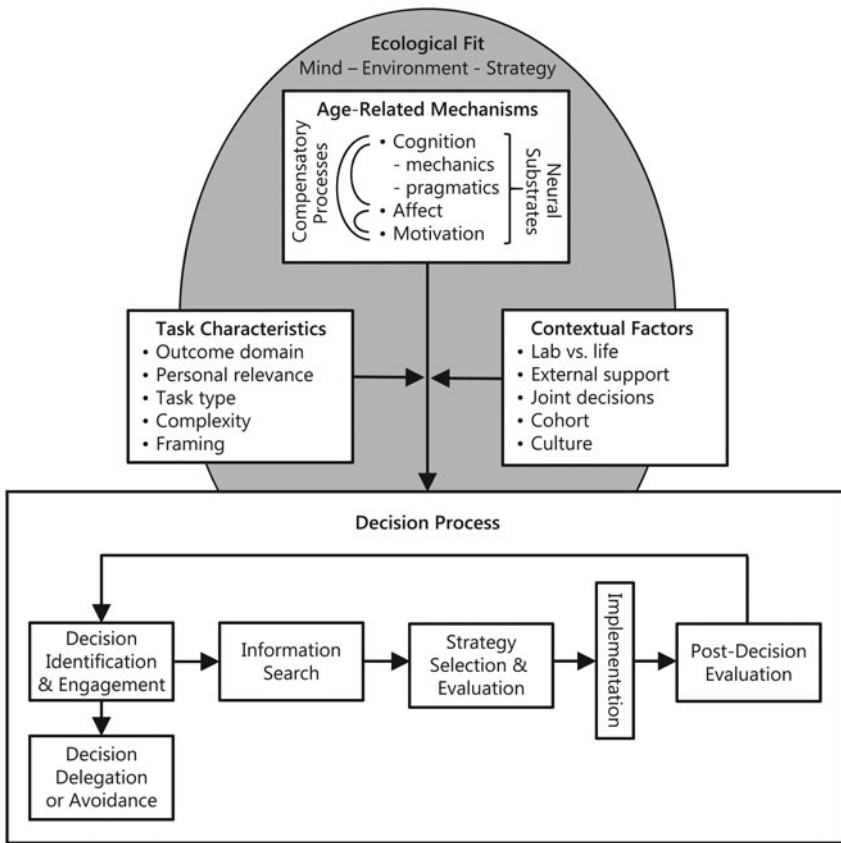 Ecological Fit
Mind – Environment - Strategy
Age-Related Mechanisms
Compensatory
Processes
• Cognition
- mechanics
- pragmatics
• Affect
• Motivation
Neural
Substrates
Task Characteristics
• Outcome domain
• Personal relevance
• Task type
• Complexity
• Framing
Contextual Factors
• Lab vs. life
• External support
• Joint decisions
• Cohort
• Culture
Decision Process
Decision
Identification
& Engagement
Information
Search
Strategy
Selection &
Evaluation
Implementation
Post-Decision
Evaluation
Decision
Delegation
or Avoidance